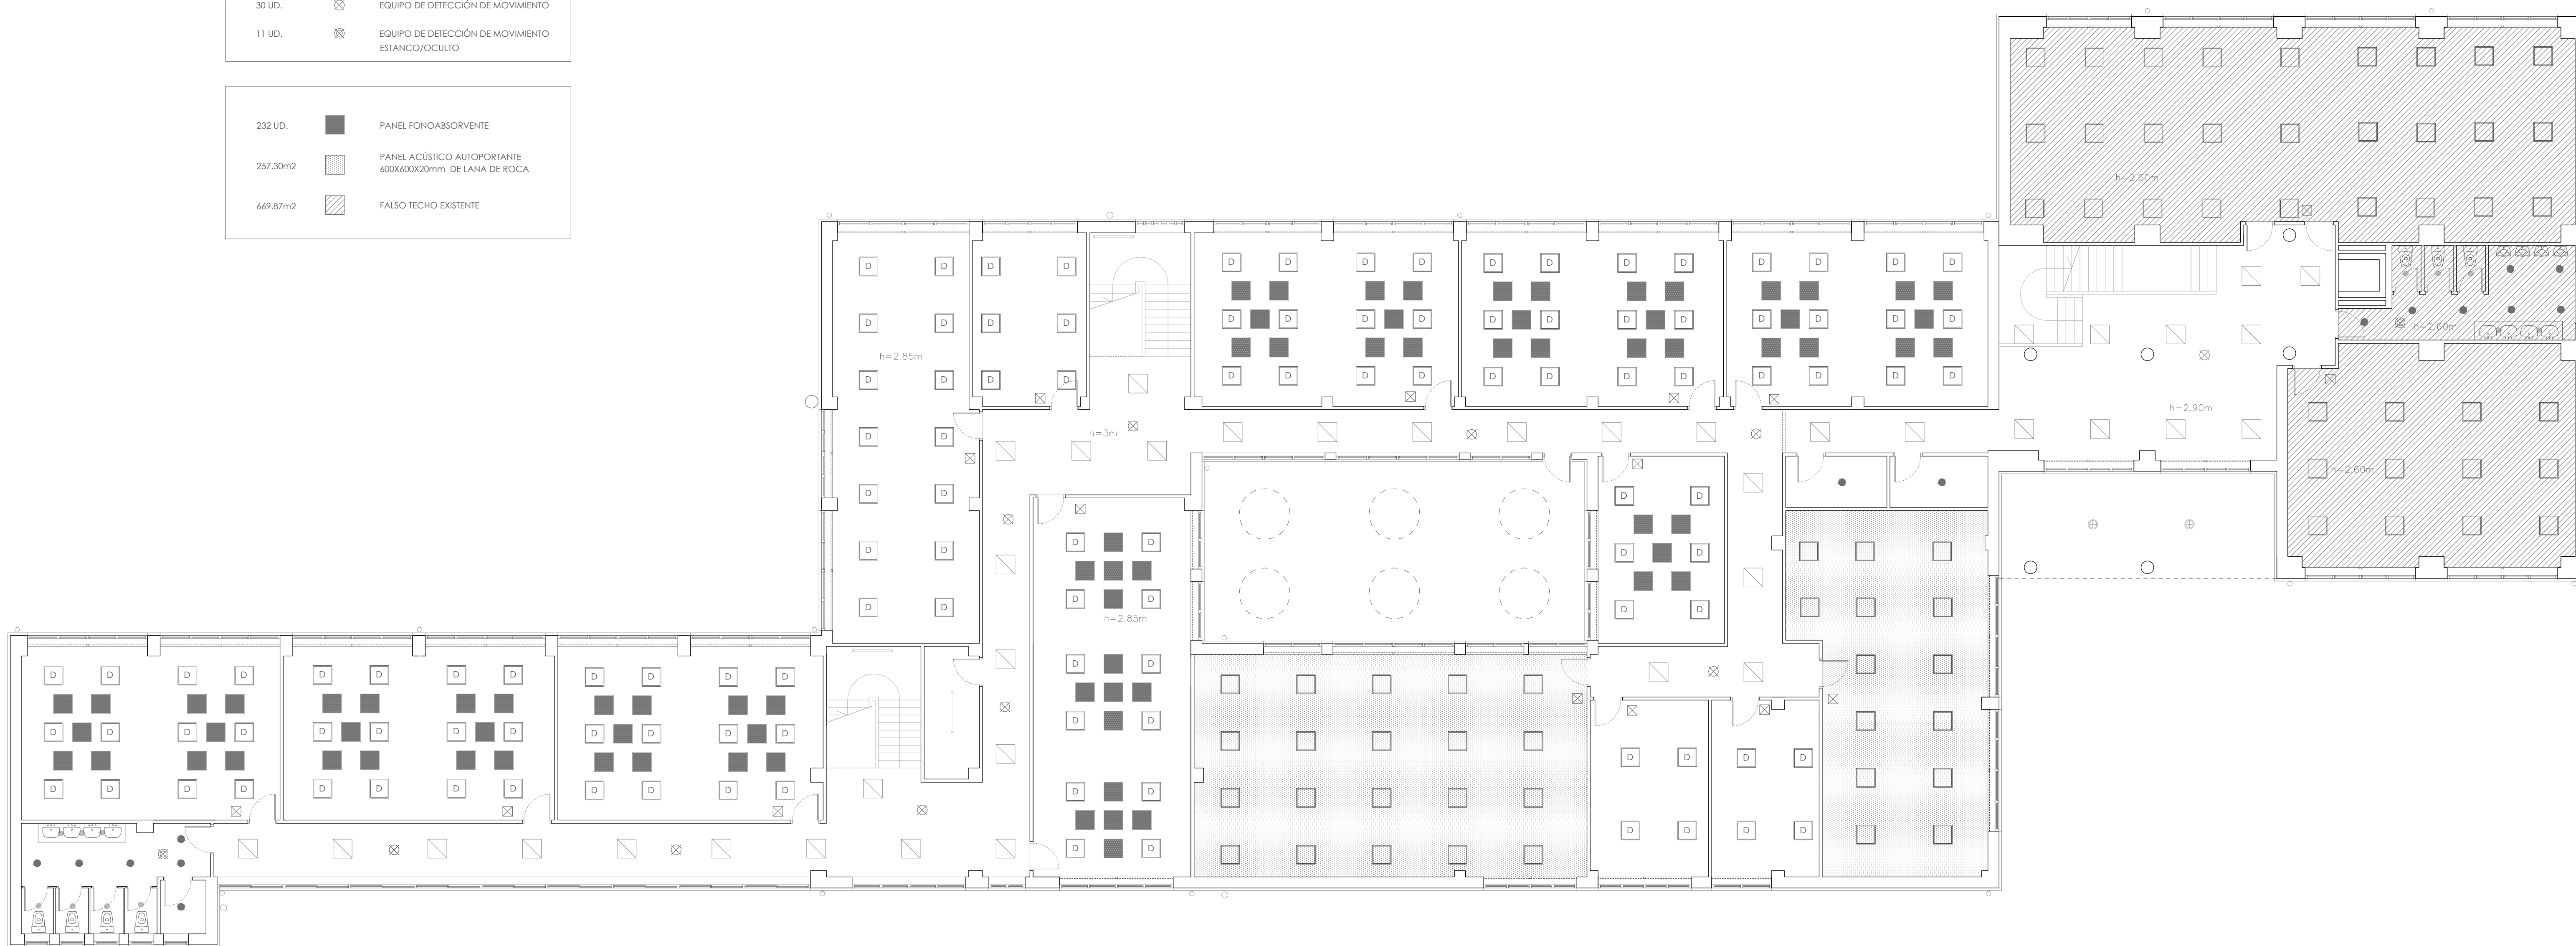 30 UD. EQUIPO DE DETECCIÓN DE MOVIMIENTO
11 UD. EQUIPO DE DETECCIÓN DE MOVIMIENTO
ESTANCO/OCULTO
232 UD. PANEL FONOABSORVENTE
257.30m2 PANEL ACÚSTICO AUTOPORTANTE
600X600X20mm DE LANA DE ROCA
669.87m2 FALSO TECHO EXISTENTE
h=2.60m
D D D D
D D D D D D D D D D D D
D D D D D D D D D D D D D D D D
h=2.60m
h=2.85m
D D D D D D D D D D D D D D D D
h=2.90m
D D
h=3m
h=2.60m
D D D D
D D
D D D D
D D
D D D D
h=2.85m
D D
D D
D D D D D D D D D D D D
D D
D D D D D D D D D D D D
D D D D
D D D D D D D D D D D D
D D
D D D D
D D